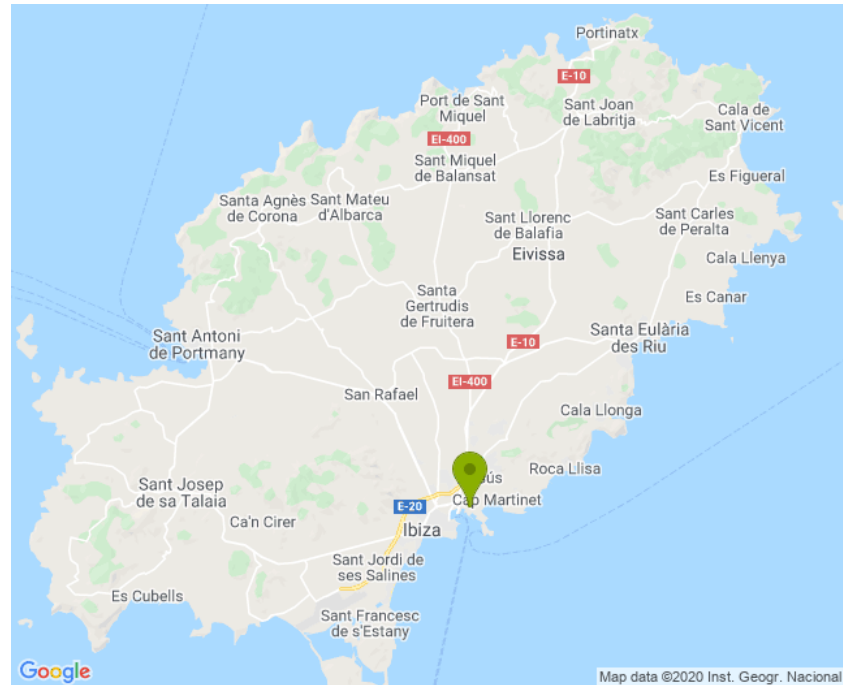 Portinatx
E-10
Port de Sant
Miquel
Sant Joan
de Labritja
Cala de
Sant Vicent
EI-400
Sant Miquel
de Balansat
Es Figueral
Santa Agnès
de Corona
Sant Mateu
d'Albarca
Sant Llorenc
de Balafia
Sant Carles
de Peralta
Eivissa
Cala Llenya
Santa
Gertrudis
de Fruitera
Es Canar
Sant Antoni
de Portmany
Santa Eulària
des Riu
E-10
EI-400
San Rafael
Cala Llonga
Roca Llisa
ús
Sant Josep
de sa Talaia
Cap Martinet
E-20
Ca'n Cirer
Ibiza
Sant Jordi de
ses Salines
Es Cubells
Sant Francesc
de s'Estany
Google
Map data ©2020 Inst. Geogr. Nacional